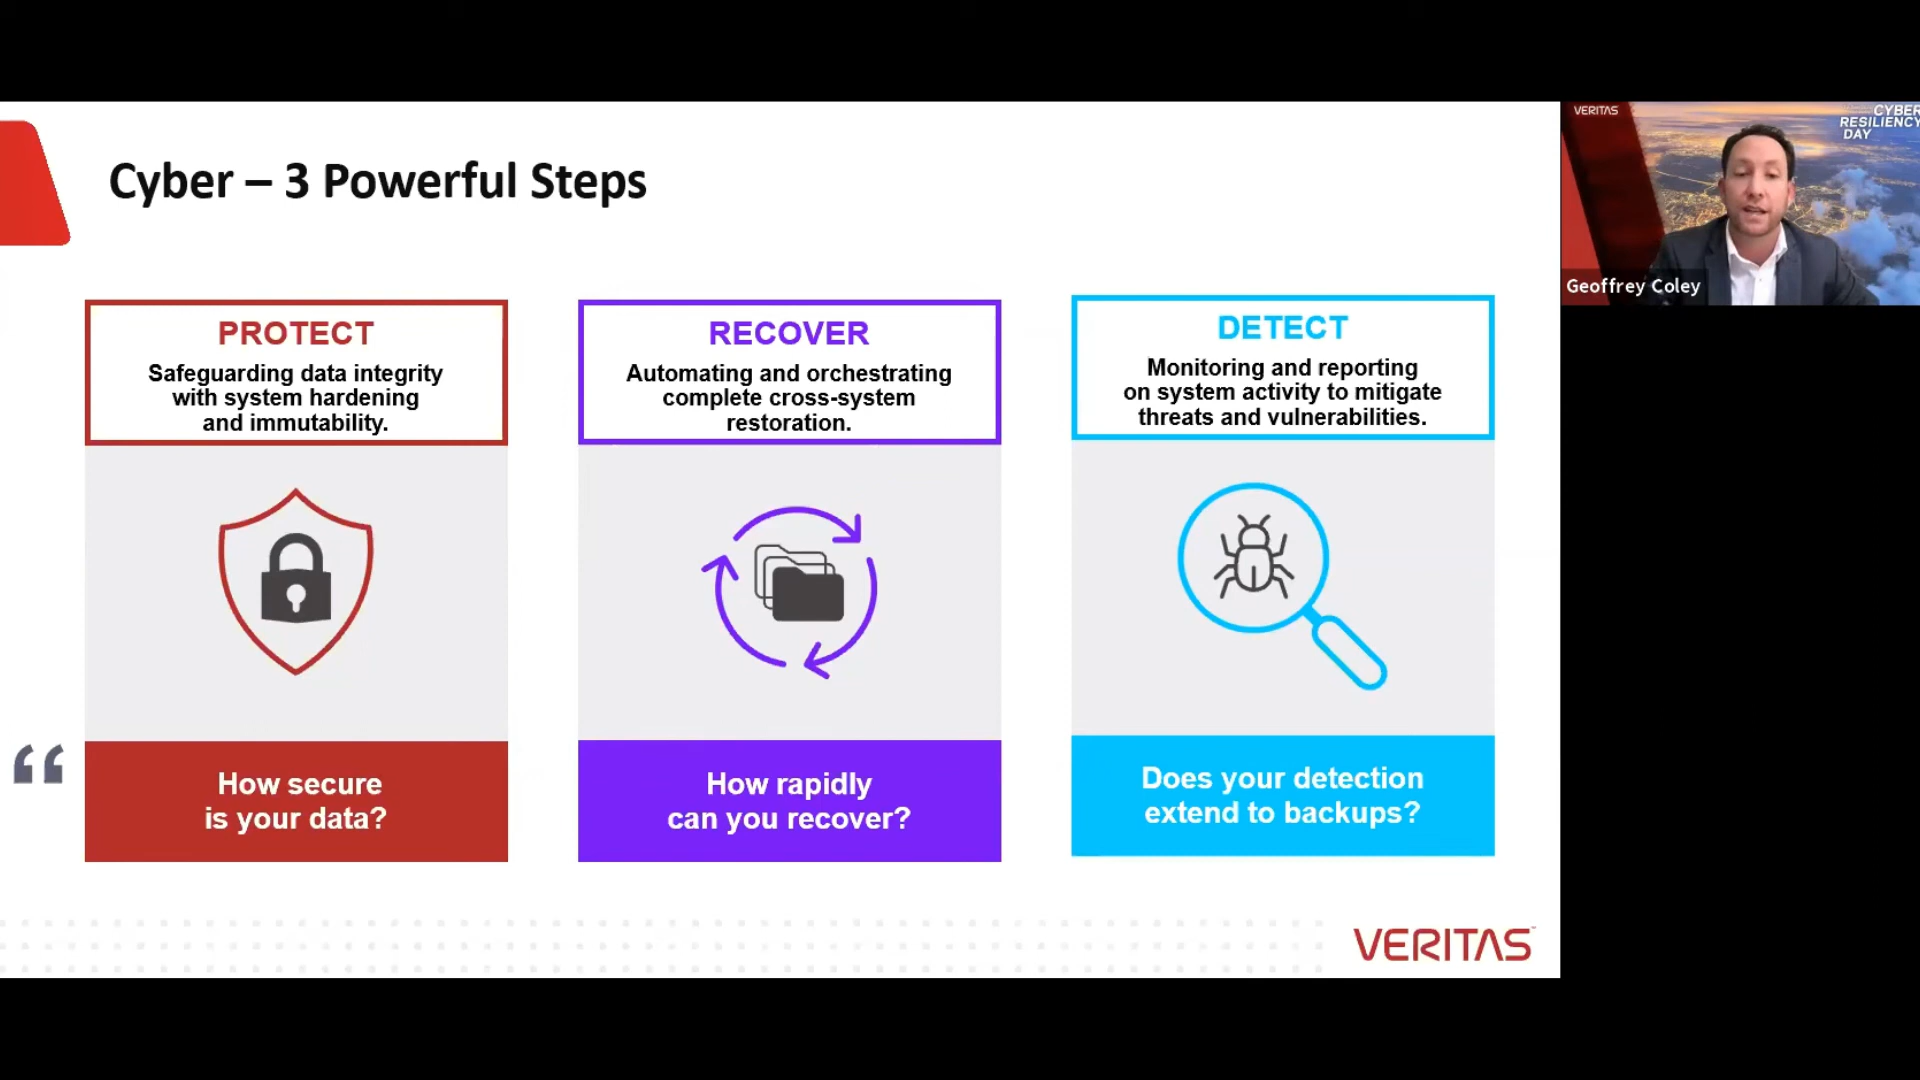 Cyber – 3 Powerful Steps
PROTECT
Safeguarding data integrity
with system hardening
and immutability.
How secure
is your data?
RECOVER
Automating and orchestrating
complete cross-system
restoration.
How rapidly
can you recover?
DETECT
Monitoring and reporting
on system activity to mitigate
threats and vulnerabilities.
Does your detection
extend to backups?
“
VERITAS
VERITAS
CYBER
RESILIENCY
DAY
Geoffrey Coley